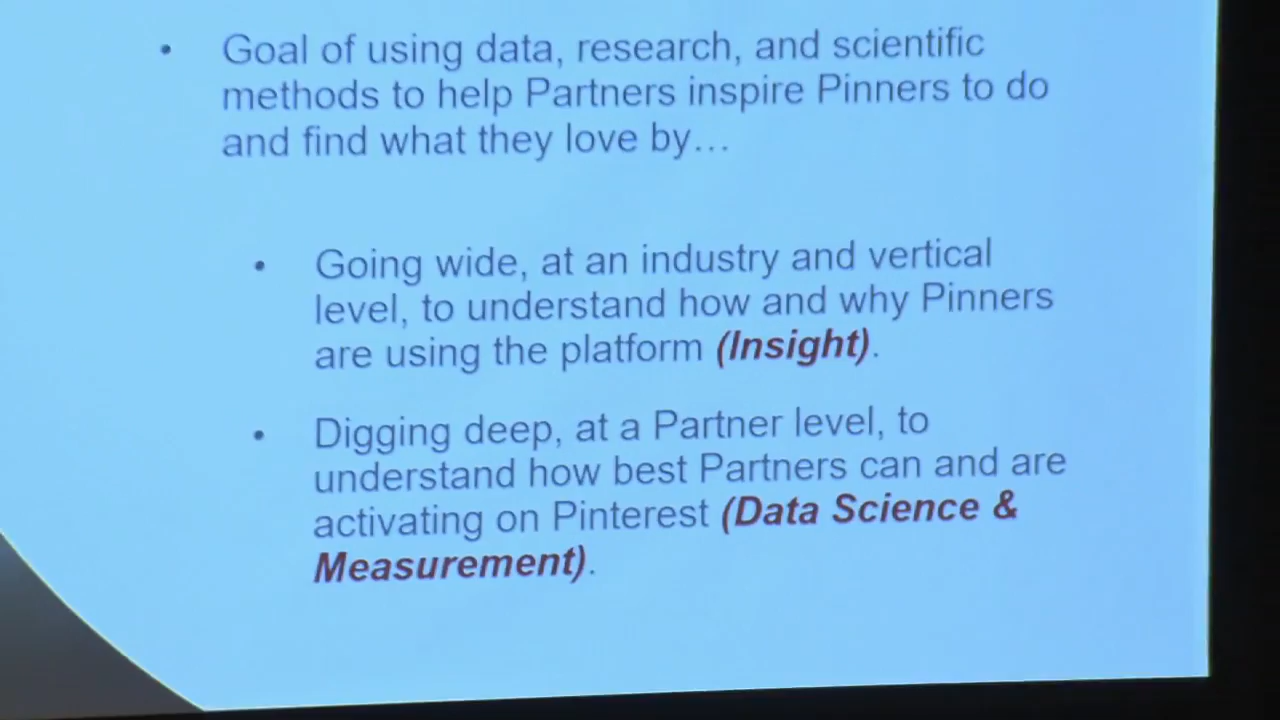 • Goal of using data, research, and scientific
methods to help Partners inspire Pinners to do
and find what they love by…
• Going wide, at an industry and vertical
level, to understand how and why Pinners
are using the platform (Insight).
• Digging deep, at a Partner level, to
understand how best Partners can and are
activating on Pinterest (Data Science &
Measurement).